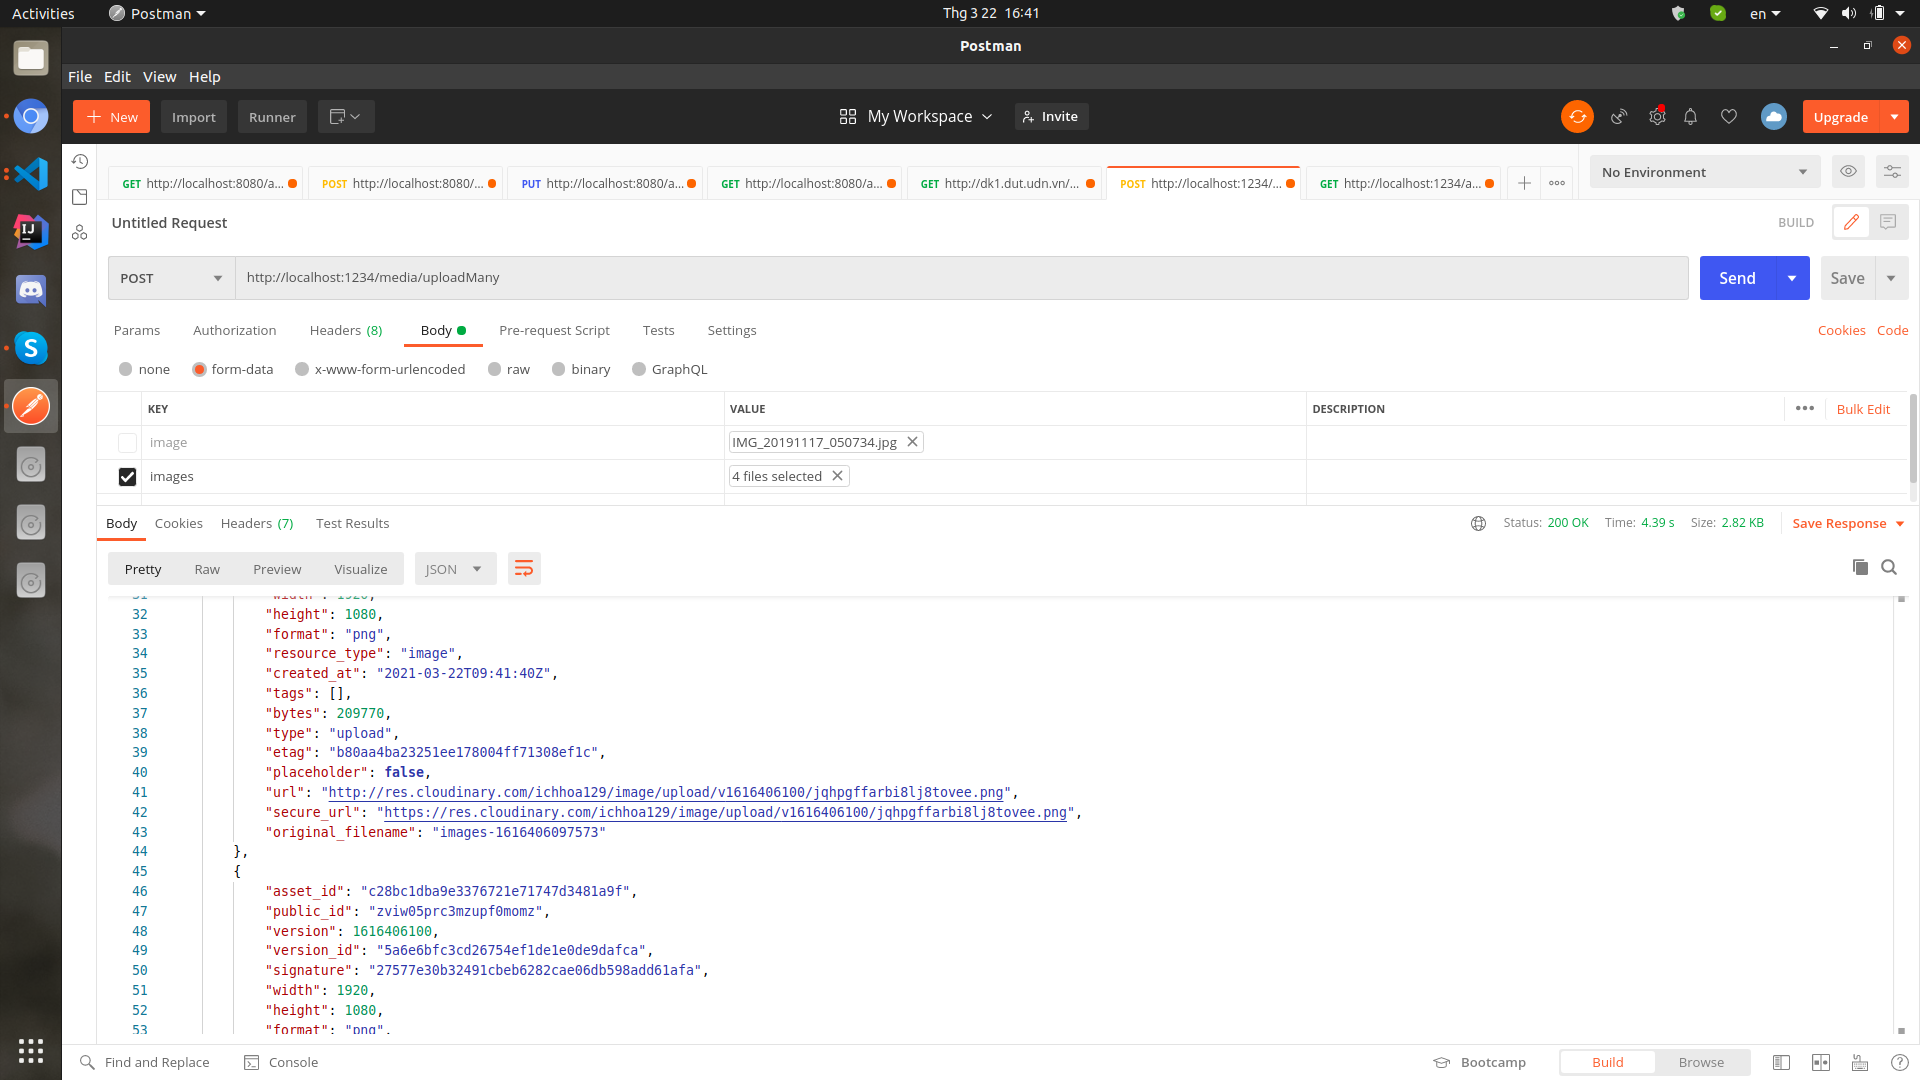 Activities Postman Thg 3 22 16:41 en
Postman
File Edit View Help
New Import Runner My Workspace Invite Upgrade
GET http://localhost:8080/a... POST http://localhost:8080/... PUT http://localhost:8080/a... GET http://localhost:8080/a... GET http://dk1.dut.udn.vn/... POST http://localhost:1234/... GET http://localhost:1234/a... No Environment
Untitled Request BUILD
POST http://localhost:1234/media/uploadMany Send Save
Params Authorization Headers (8) Body Pre-request Script Tests Settings Cookies Code
none form-data x-www-form-urlencoded raw binary GraphQL
KEY VALUE DESCRIPTION Bulk Edit
image IMG_20191117_050734.jpg
images 4 files selected
Body Cookies Headers (7) Test Results Status: 200 OK Time: 4.39 s Size: 2.82 KB Save Response
Pretty Raw Preview Visualize JSON
31 "width": 1920,
32 "height": 1080,
33 "format": "png",
34 "resource_type": "image",
35 "created_at": "2021-03-22T09:41:40Z",
36 "tags": [],
37 "bytes": 209770,
38 "type": "upload",
39 "etag": "b80aa4ba23251ee178004ff71308ef1c",
40 "placeholder": false,
41 "url": "http://res.cloudinary.com/ichhoa129/image/upload/v1616406100/jqhpgffarbi8lj8tovee.png",
42 "secure_url": "https://res.cloudinary.com/ichhoa129/image/upload/v1616406100/jqhpgffarbi8lj8tovee.png",
43 "original_filename": "images-1616406097573"
44 },
45 {
46 "asset_id": "c28bc1dba9e3376721e71747d3481a9f",
47 "public_id": "zviw05prc3mzupf0momz",
48 "version": 1616406100,
49 "version_id": "5a6e6bfc3cd26754ef1de1e0de9dafca",
50 "signature": "27577e30b32491cbeb6282cae06db598add61afa",
51 "width": 1920,
52 "height": 1080,
53 "format": "png",
Find and Replace Console Bootcamp Build Browse